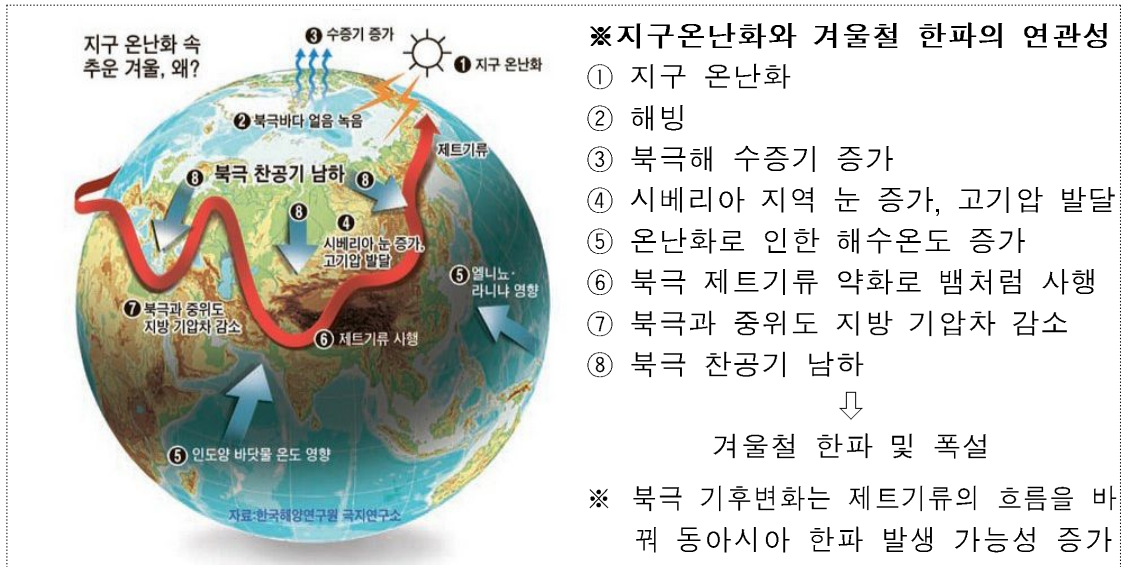 지구 온난화 속
추운 겨울, 왜?
❸ 수증기 증가
❶ 지구 온난화
❷ 북극바다 얼음 녹음
제트기류
❽ 북극 찬공기 남하 ❽
❽
❹
시베리아 눈 증가,
고기압 발달
❺ 엘니뇨·
라니냐 영향
❼ 북극과 중위도
지방 기압차 감소
❻ 제트기류 사행
❺ 인도양 바닷물 온도 영향
자료:한국해양연구원 극지연구소
※지구온난화와 겨울철 한파의 연관성
① 지구 온난화
② 해빙
③ 북극해 수증기 증가
④ 시베리아 지역 눈 증가, 고기압 발달
⑤ 온난화로 인한 해수온도 증가
⑥ 북극 제트기류 약화로 뱀처럼 사행
⑦ 북극과 중위도 지방 기압차 감소
⑧ 북극 찬공기 남하
⇩
겨울철 한파 및 폭설
※ 북극 기후변화는 제트기류의 흐름을 바
꿔 동아시아 한파 발생 가능성 증가